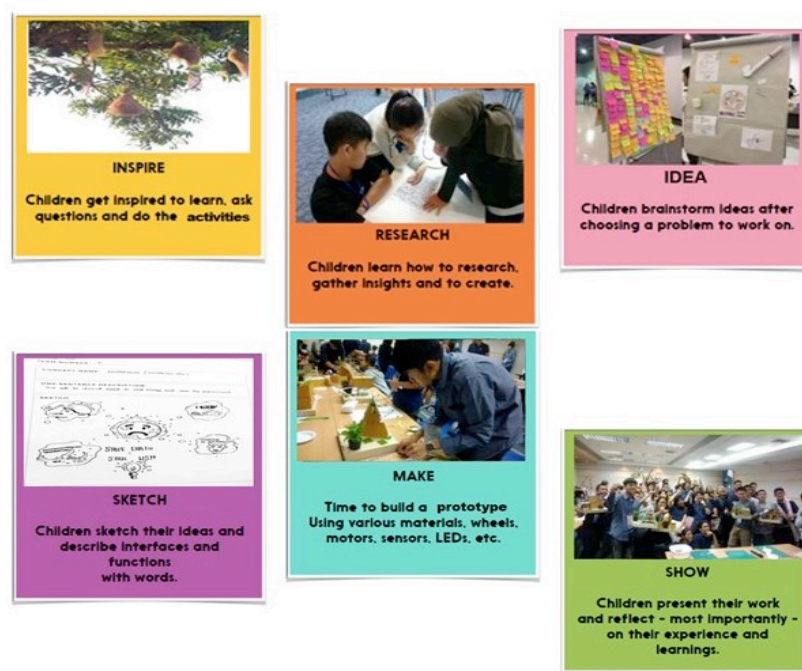 INSPIRE
Children get inspired to learn, ask
questions and do the activities
RESEARCH
Children learn how to research,
gather insights and to create.
IDEA
Children brainstorm ideas after
choosing a problem to work on.
SKETCH
SKETCH
Children sketch their ideas and
describe interfaces and
functions
with words.
MAKE
Time to build a prototype
Using various materials, wheels,
motors, sensors, LEDs, etc.
SHOW
Children present their work
and reflect - most importantly -
on their experience and
learnings.